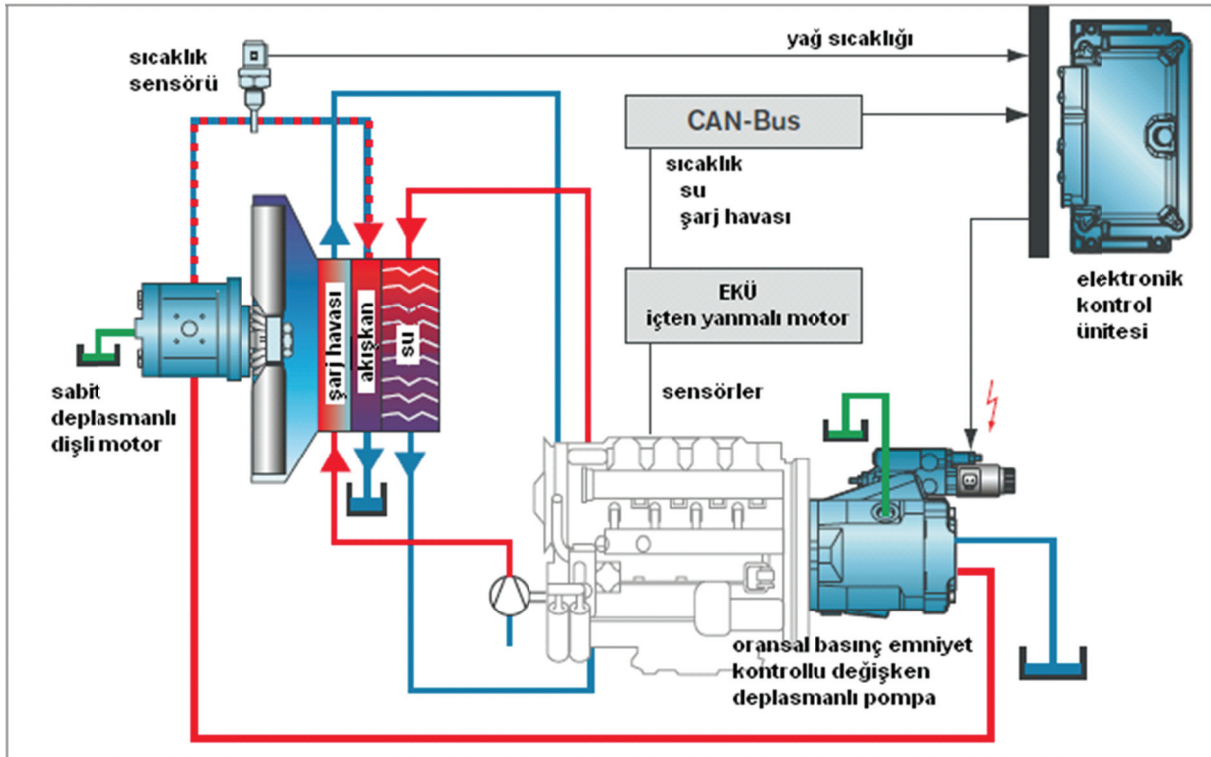 sıcaklık
sensörü
yağ sıcaklığı
CAN-Bus
sıcaklık
su
şarj havası
EKÜ
içten yanmalı motor
sensörler
elektronik
kontrol
ünitesi
şarj havası
akışkan
su
sabit
deplasmanlı
dişli motor
oransal basınç emniyet
kontrollu değişken
deplasmanlı pompa